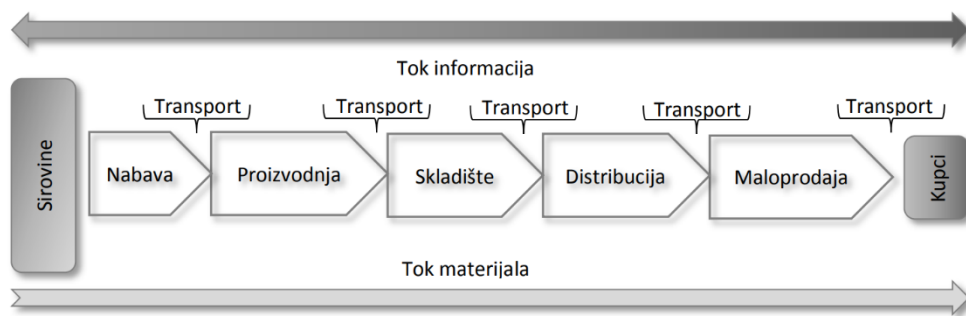 Tok informacija
Transport
Transport
Transport
Transport
Transport
Sirovine
Nabava
Proizvodnja
Skladište
Distribucija
Maloprodaja
Kupci
Tok materijala